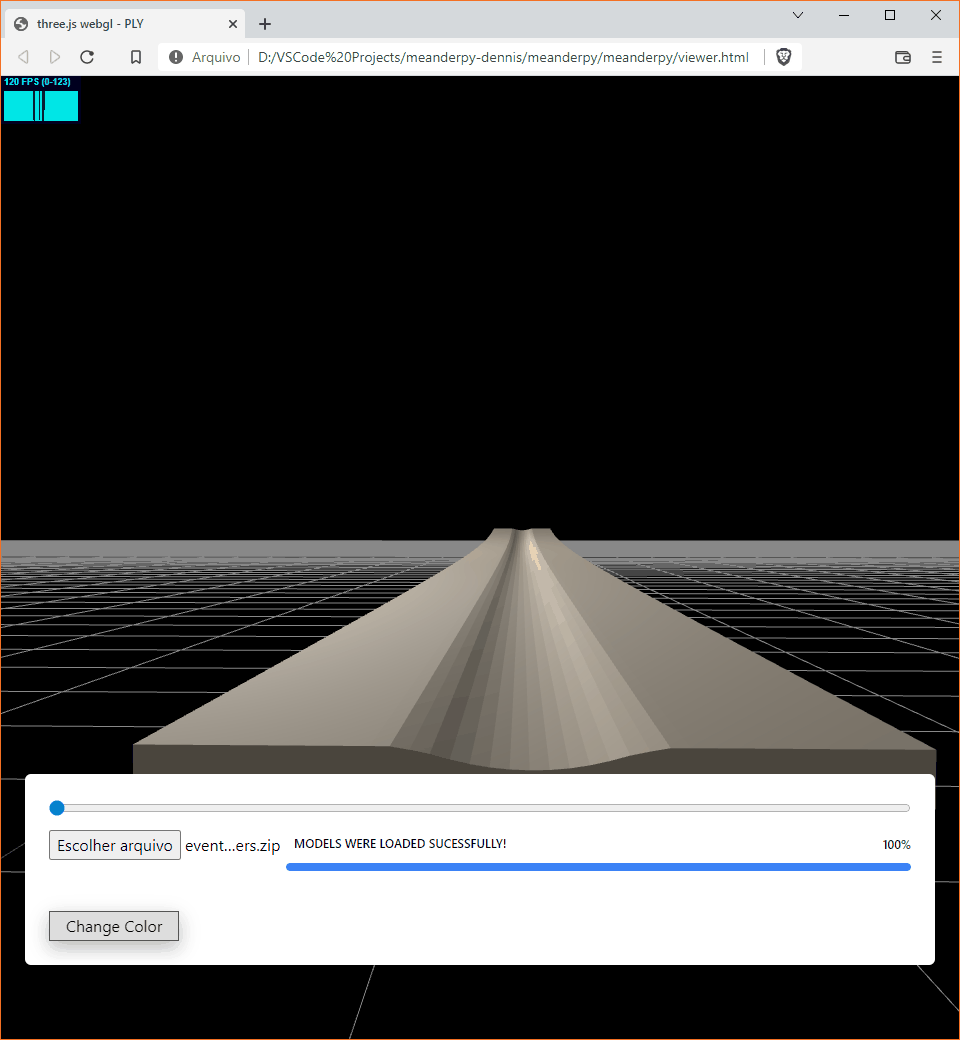 three.js webgl - PLY
Arquivo D:/VSCode%20Projects/meanderpy-dennis/meanderpy/meanderpy/viewer.html
120 FPS (0-123)
Escolher arquivo event...ers.zip MODELS WERE LOADED SUCESSFULLY! 100%
Change Color